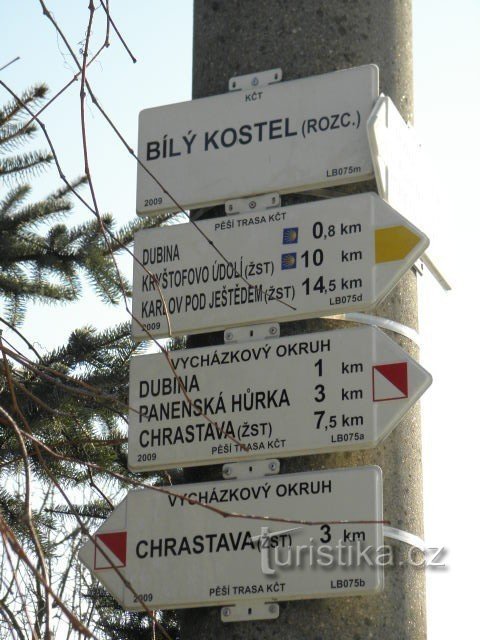 KČT
BÍLÝ KOSTEL (ROZC.)
2009 LB075m
PĚŠÍ TRASA KČT
DUBINA 0,8 km
KRYŠTOFOVO ÚDOLÍ (ŽST) 10 km
KARLOV POD JEŠTĚDEM (ŽST) 14,5 km
2009 LB075d
VYCHÁZKOVÝ OKRUH
DUBINA 1 km
PANENSKÁ HŮRKA 3 km
CHRASTAVA (ŽST) 7,5 km
2009 PĚŠÍ TRASA KČT LB075a
VYCHÁZKOVÝ OKRUH
CHRASTAVA (ŽST) 3 km
2009 PĚŠÍ TRASA KČT LB075b
Turistika.cz